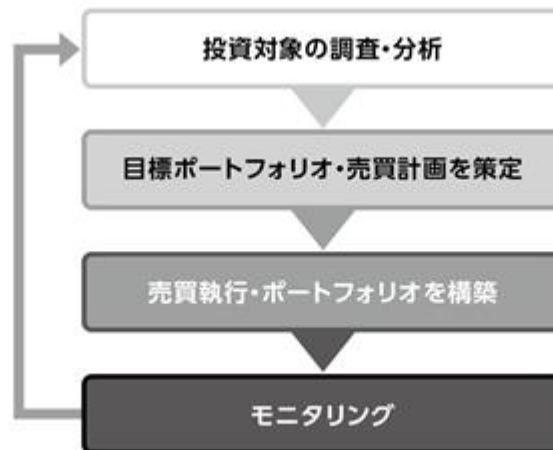 投資対象の調査・分析
目標ポートフォリオ・売買計画を策定
売買執行・ポートフォリオを構築
モニタリング